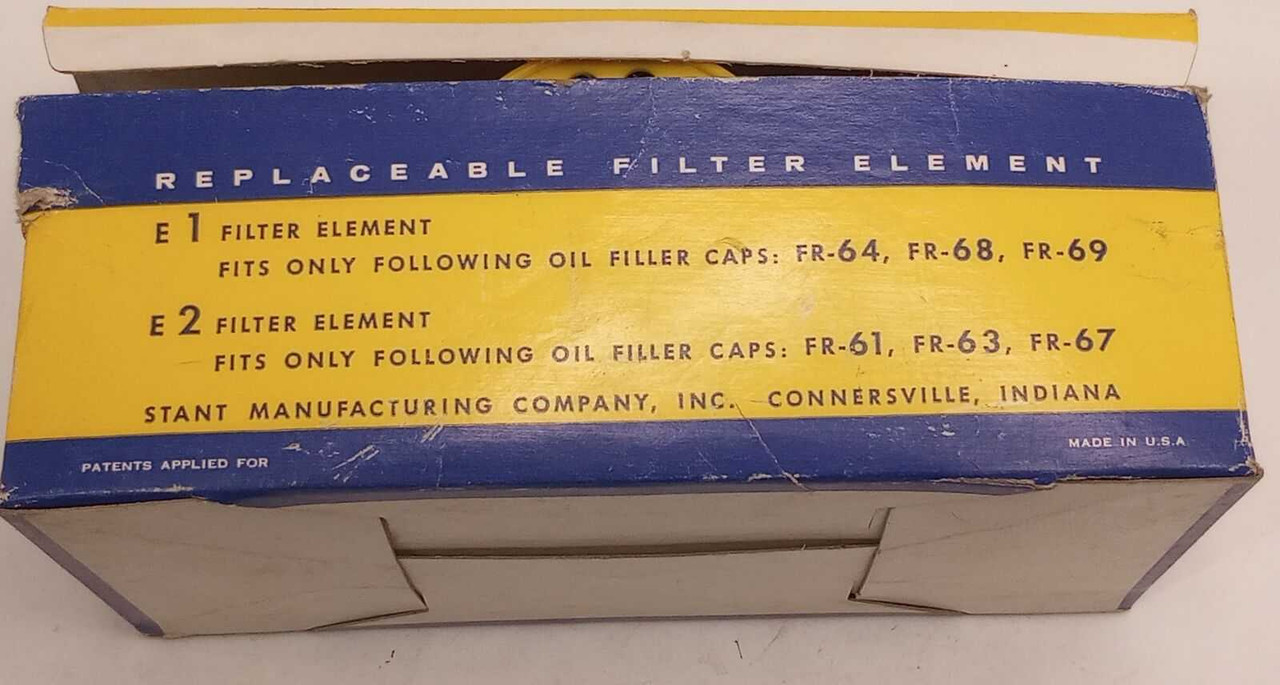 REPLACEABLE FILTER ELEMENT
E 1 FILTER ELEMENT
FITS ONLY FOLLOWING OIL FILLER CAPS: FR-64, FR-68, FR-69
E 2 FILTER ELEMENT
FITS ONLY FOLLOWING OIL FILLER CAPS: FR-61, FR-63, FR-67
STANT MANUFACTURING COMPANY, INC. CONNERSVILLE, INDIANA
PATENTS APPLIED FOR
MADE IN U.S.A